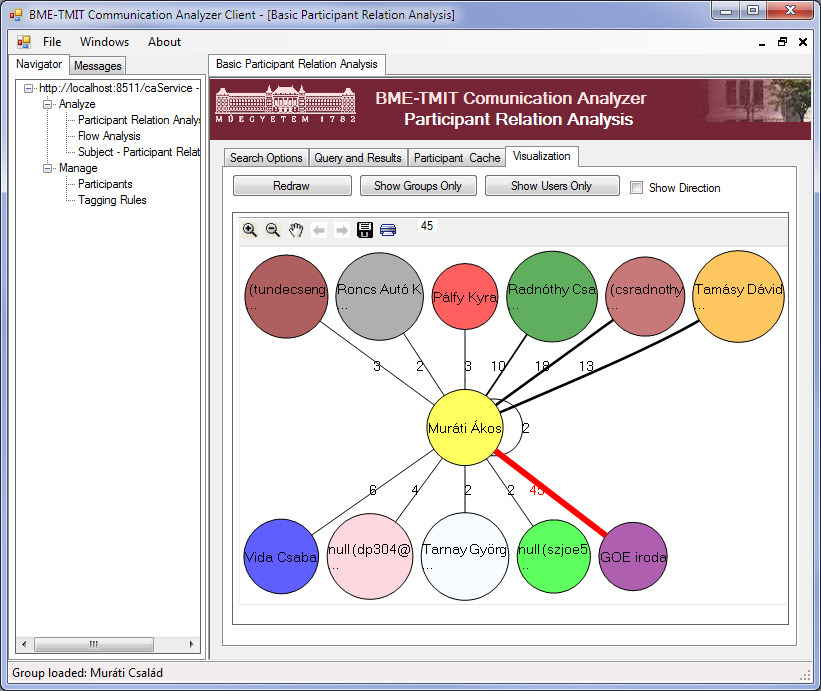 BME-TMIT Communication Analyzer Client - [Basic Participant Relation Analysis]
File Windows About
Navigator Messages
http://localhost:8511/caService -
Analyze
Participant Relation Analys
Flow Analysis
Subject - Participant Relat
Manage
Participants
Tagging Rules
Basic Participant Relation Analysis
MŰEGYETEM 1782
BME-TMIT Comunication Analyzer
Participant Relation Analysis
Search Options Query and Results Participant Cache Visualization
Redraw Show Groups Only Show Users Only Show Direction
45
(tundecseng
...
Roncs Autó K
...
Pálfy Kyra
Radnóthy Csa
...
(csradnothy
...
Tamásy Dávid
...
3 2 3 10 18 13
Muráti Ákos
2
6 4 2 2 45
Vida Csaba
null(dp304@
...
Tarnay Györg
...
null(szjoe5
...
GOE iroda
Group loaded: Muráti Család